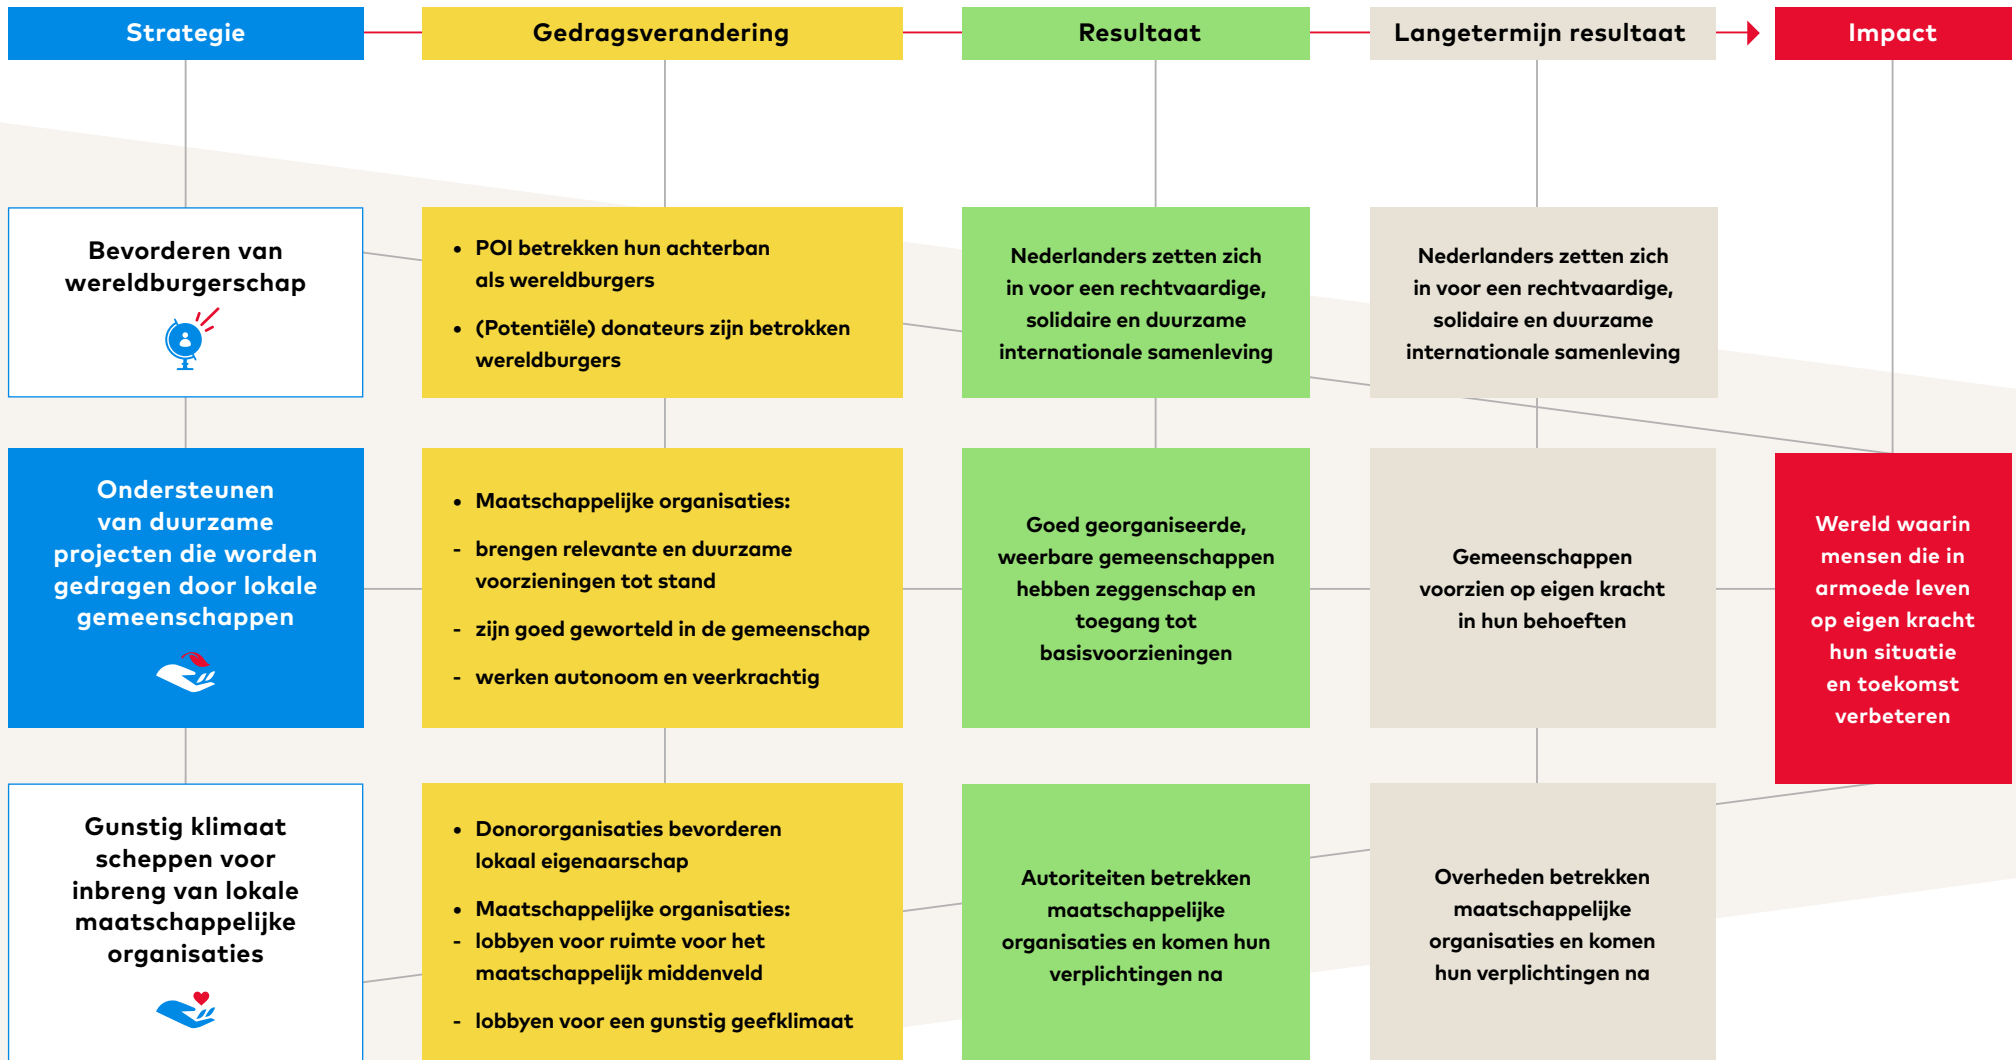 Strategie
Gedragsverandering
Resultaat
Langetermijn resultaat
Impact
Bevorderen van
wereldburgerschap
• POI betrekken hun achterban
als wereldburgers
• (Potentiële) donateurs zijn betrokken
wereldburgers
Nederlanders zetten zich
in voor een rechtvaardige,
solidaire en duurzame
internationale samenleving
Nederlanders zetten zich
in voor een rechtvaardige,
solidaire en duurzame
internationale samenleving
Ondersteunen
van duurzame
projecten die worden
gedragen door lokale
gemeenschappen
• Maatschappelijke organisaties:
- brengen relevante en duurzame
voorzieningen tot stand
- zijn goed geworteld in de gemeenschap
- werken autonoom en veerkrachtig
Goed georganiseerde,
weerbare gemeenschappen
hebben zeggenschap en
toegang tot
basisvoorzieningen
Gemeenschappen
voorzien op eigen kracht
in hun behoeften
Wereld waarin
mensen die in
armoede leven
op eigen kracht
hun situatie
en toekomst
verbeteren
Gunstig klimaat
scheppen voor
inbreng van lokale
maatschappelijke
organisaties
• Donororganisaties bevorderen
lokaal eigenaarschap
• Maatschappelijke organisaties:
- lobbyen voor ruimte voor het
maatschappelijk middenveld
- lobbyen voor een gunstig geefklimaat
Autoriteiten betrekken
maatschappelijke
organisaties en komen hun
verplichtingen na
Overheden betrekken
maatschappelijke
organisaties en komen
hun verplichtingen na